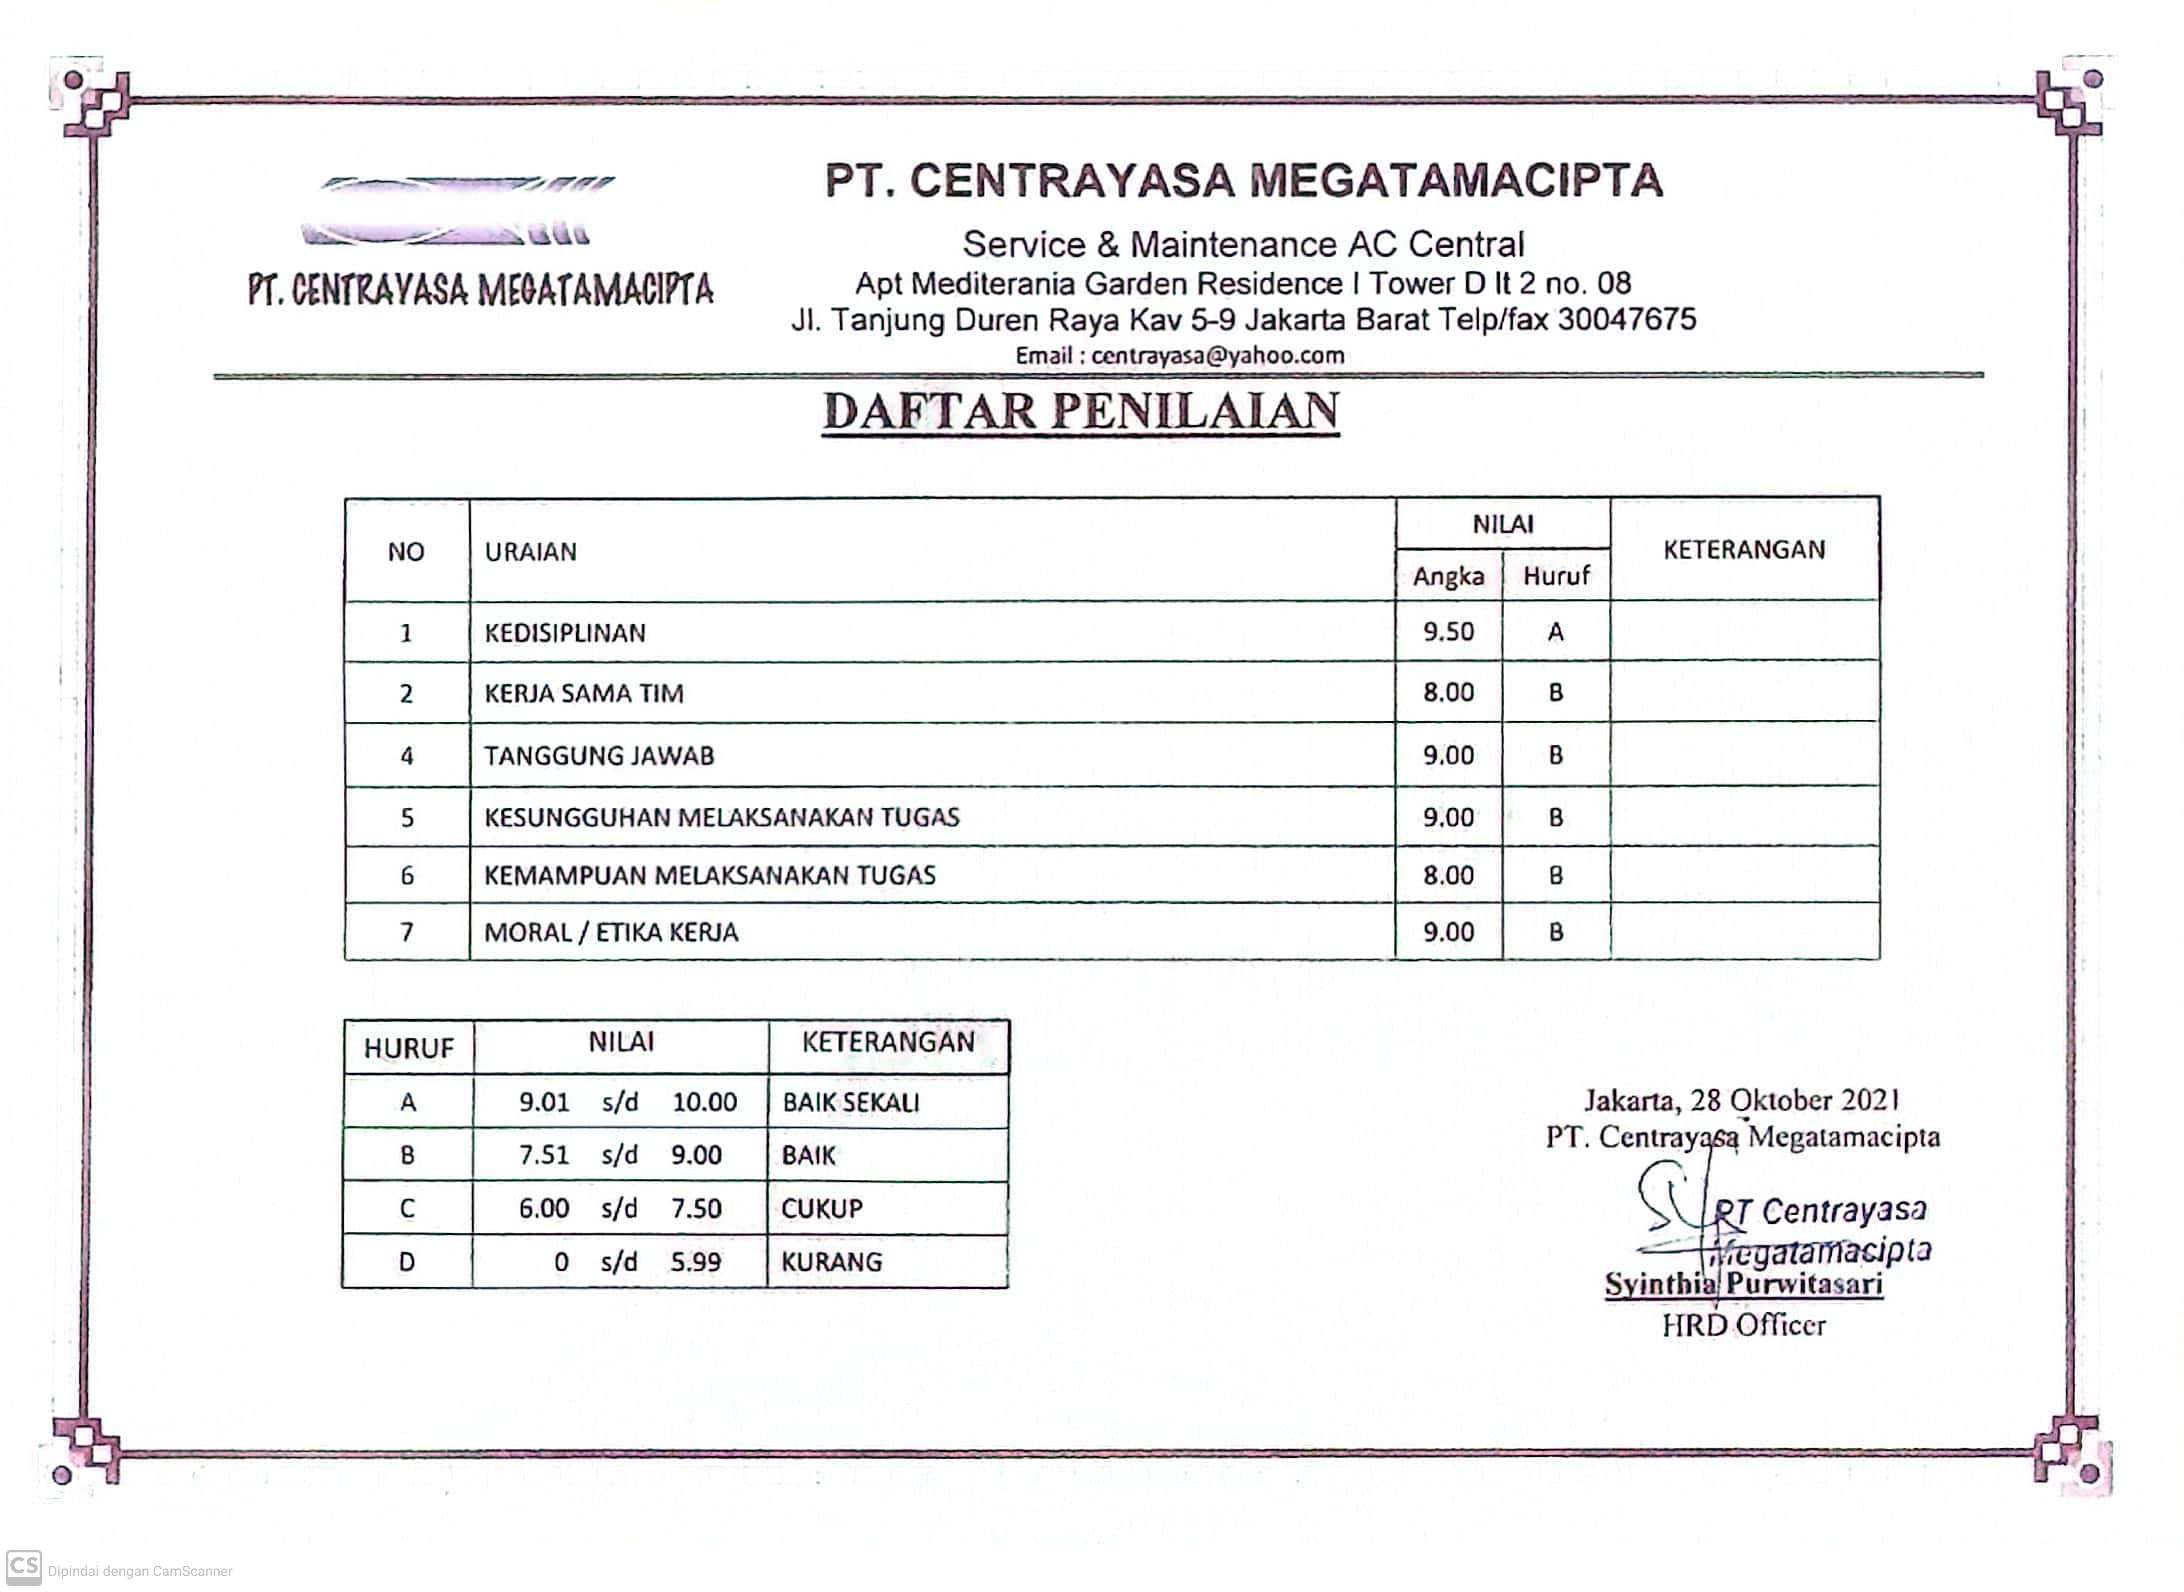 PT. CENTRAYASA MEGATAMACIPTA
PT. CENTRAYASA MEGATAMACIPTA
Service & Maintenance AC Central
Apt Mediterania Garden Residence I Tower D lt 2 no. 08
Jl. Tanjung Duren Raya Kav 5-9 Jakarta Barat Telp/fax 30047675
Email : centrayasa@yahoo.com
DAFTAR PENILAIAN
NO URAIAN NILAI KETERANGAN
Angka Huruf
1 KEDISIPLINAN 9.50 A
2 KERJA SAMA TIM 8.00 B
4 TANGGUNG JAWAB 9.00 B
5 KESUNGGUHAN MELAKSANAKAN TUGAS 9.00 B
6 KEMAMPUAN MELAKSANAKAN TUGAS 8.00 B
7 MORAL / ETIKA KERJA 9.00 B
HURUF NILAI KETERANGAN
A 9.01 s/d 10.00 BAIK SEKALI
B 7.51 s/d 9.00 BAIK
C 6.00 s/d 7.50 CUKUP
D 0 s/d 5.99 KURANG
Jakarta, 28 Oktober 2021
PT. Centrayasa Megatamacipta
PT Centrayasa
Megatamacipta
Syinthia Purwitasari
HRD Officer
CS Dipindai dengan CamScanner